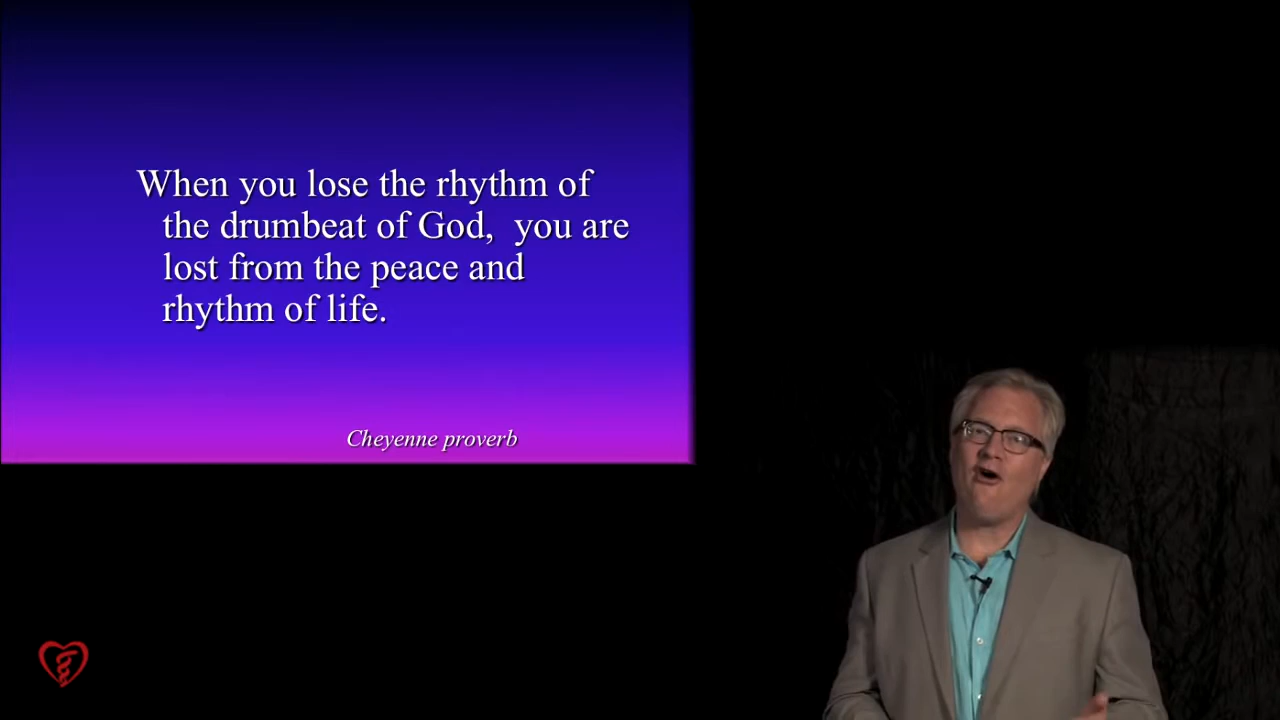 When you lose the rhythm of
the drumbeat of God,  you are
lost from the peace and
rhythm of life.
Cheyenne proverb